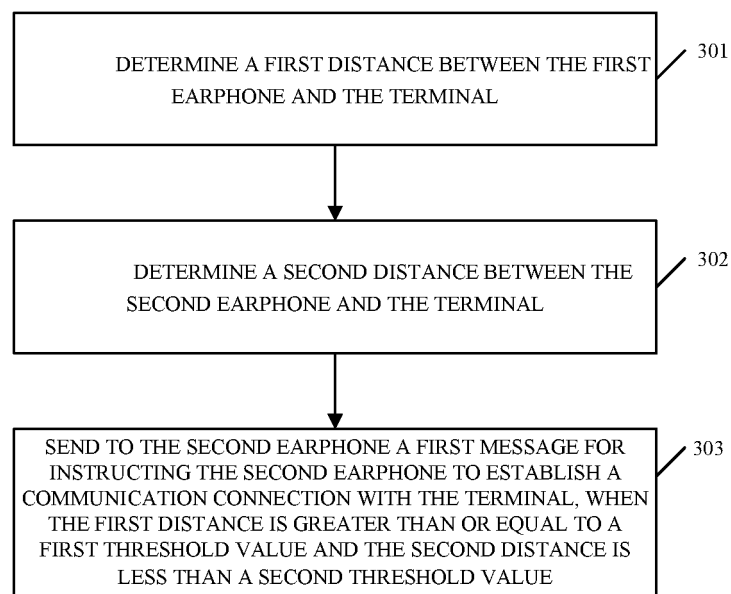 DETERMINE A FIRST DISTANCE BETWEEN THE FIRST
EARPHONE AND THE TERMINAL
301
DETERMINE A SECOND DISTANCE BETWEEN THE
SECOND EARPHONE AND THE TERMINAL
302
SEND TO THE SECOND EARPHONE A FIRST MESSAGE FOR
INSTRUCTING THE SECOND EARPHONE TO ESTABLISH A
COMMUNICATION CONNECTION WITH THE TERMINAL, WHEN
THE FIRST DISTANCE IS GREATER THAN OR EQUAL TO A
FIRST THRESHOLD VALUE AND THE SECOND DISTANCE IS
LESS THAN A SECOND THRESHOLD VALUE
303